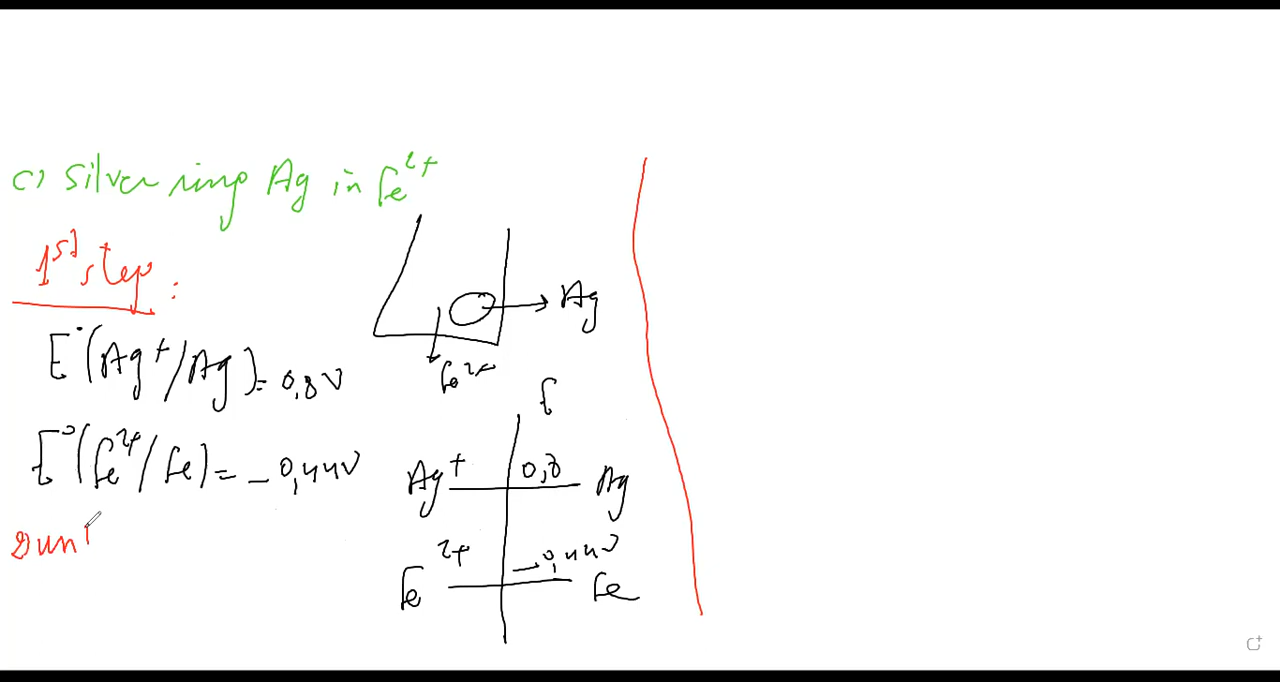 c) Silver ring Ag in Fe²⁺
1st step :
Ag
Fe²⁺
E°(Ag⁺/Ag) = 0,8V
E°(Fe²⁺/Fe) = -0,44V
E
Ag⁺ 0,8 Ag
Fe²⁺ -0,44V Fe